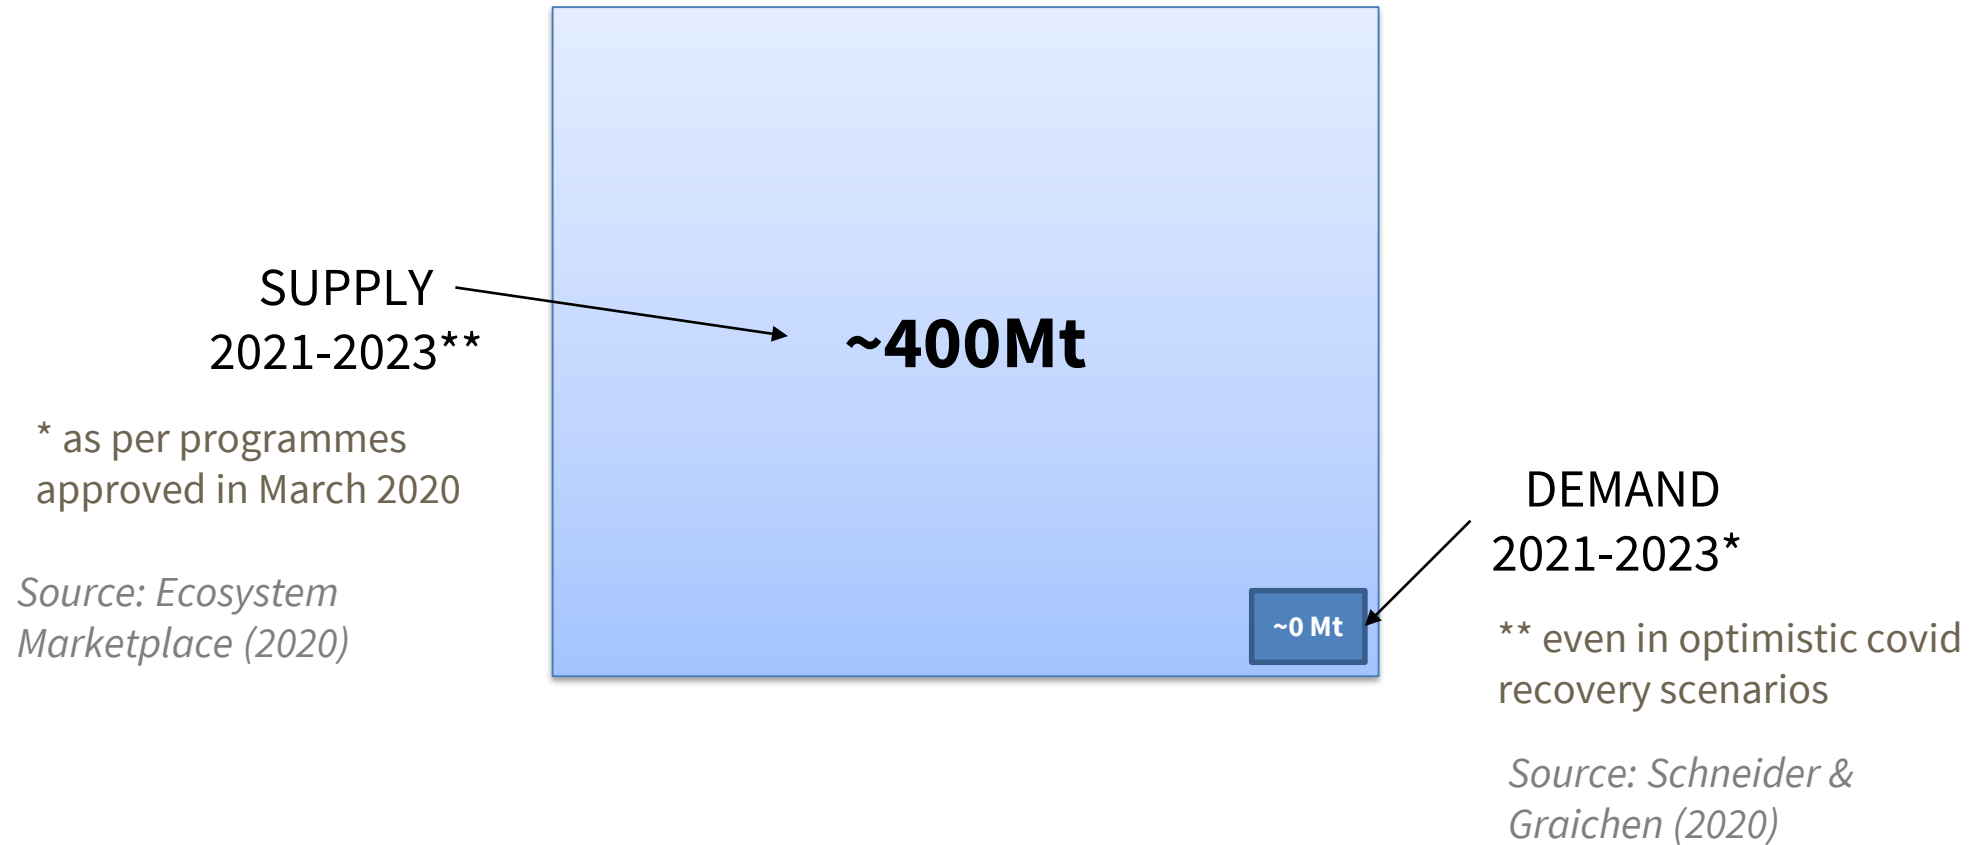 SUPPLY
2021-2023**
* as per programmes
approved in March 2020
Source: Ecosystem
Marketplace (2020)
~400Mt
~0 Mt
DEMAND
2021-2023*
** even in optimistic covid
recovery scenarios
Source: Schneider &
Graichen (2020)